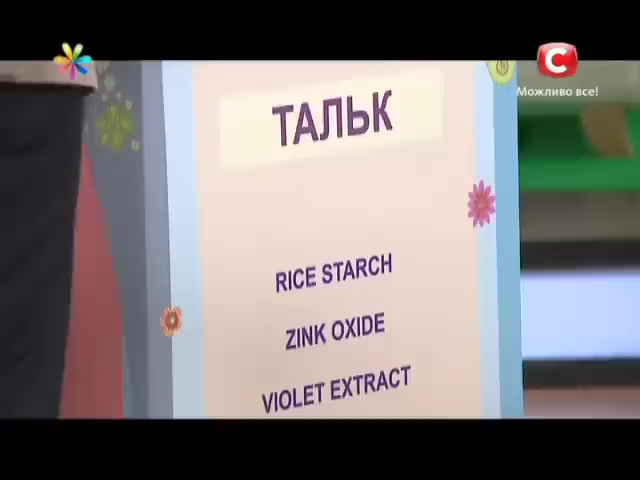 С
Можливо все!
ТАЛЬК
RICE STARCH
ZINK OXIDE
VIOLET EXTRACT